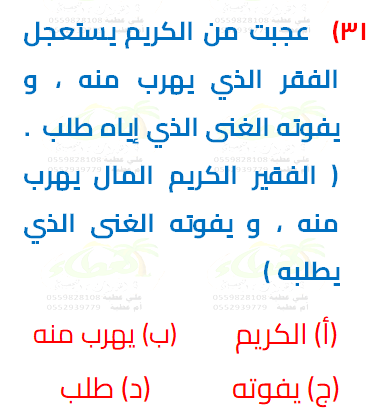 ٣١) عجبت من الكريم يستعجل
الفقر الذي يهرب منه ، و
يفوته الغنى الذي إياه طلب .
( الفقير الكريم المال يهرب
منه ، و يفوته الغنى الذي
يطلبه )
(أ) الكريم (ب) يهرب منه
(ج) يفوته (د) طلب